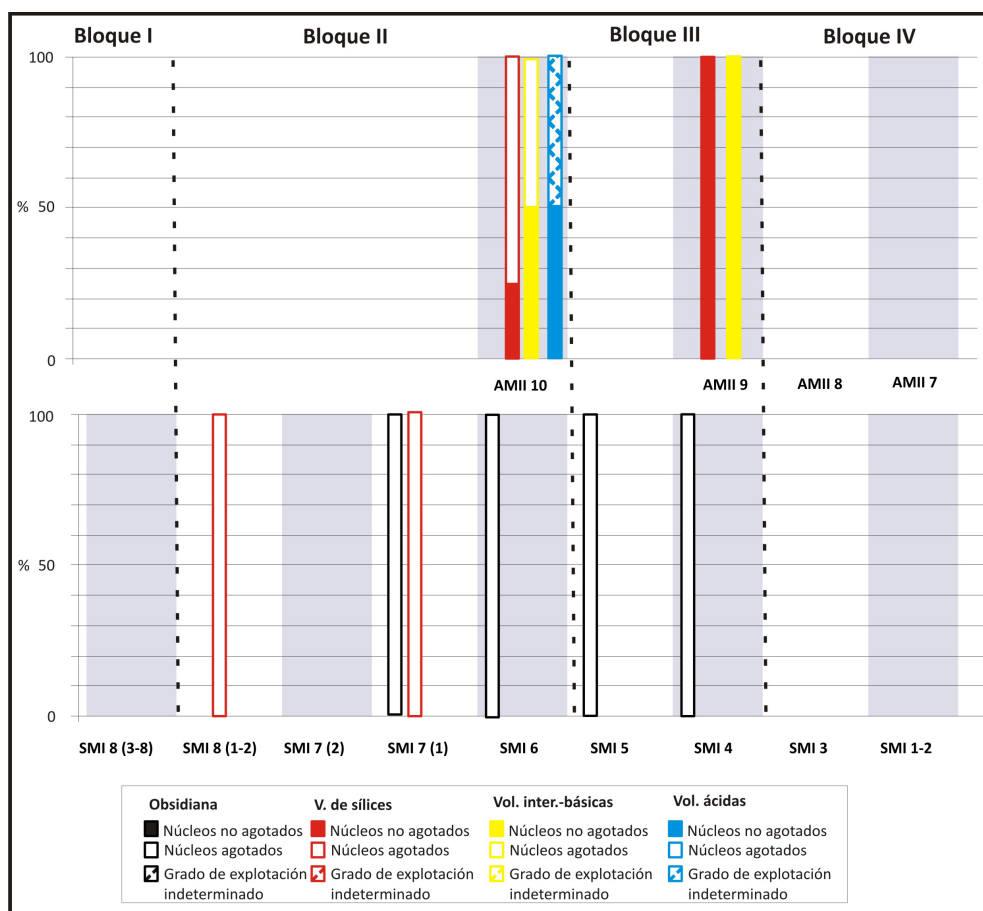 Bloque I Bloque II Bloque III Bloque IV
100
% 50
0
AMII 10 AMII 9 AMII 8 AMII 7
100
% 50
0
SMI 8 (3-8) SMI 8 (1-2) SMI 7 (2) SMI 7 (1) SMI 6 SMI 5 SMI 4 SMI 3 SMI 1-2
Obsidiana V. de sílices Vol. inter.-básicas Vol. ácidas
Núcleos no agotados Núcleos no agotados Núcleos no agotados Núcleos no agotados
Núcleos agotados Núcleos agotados Núcleos agotados Núcleos agotados
Grado de explotación Grado de explotación Grado de explotación Grado de explotación
indeterminado indeterminado indeterminado indeterminado